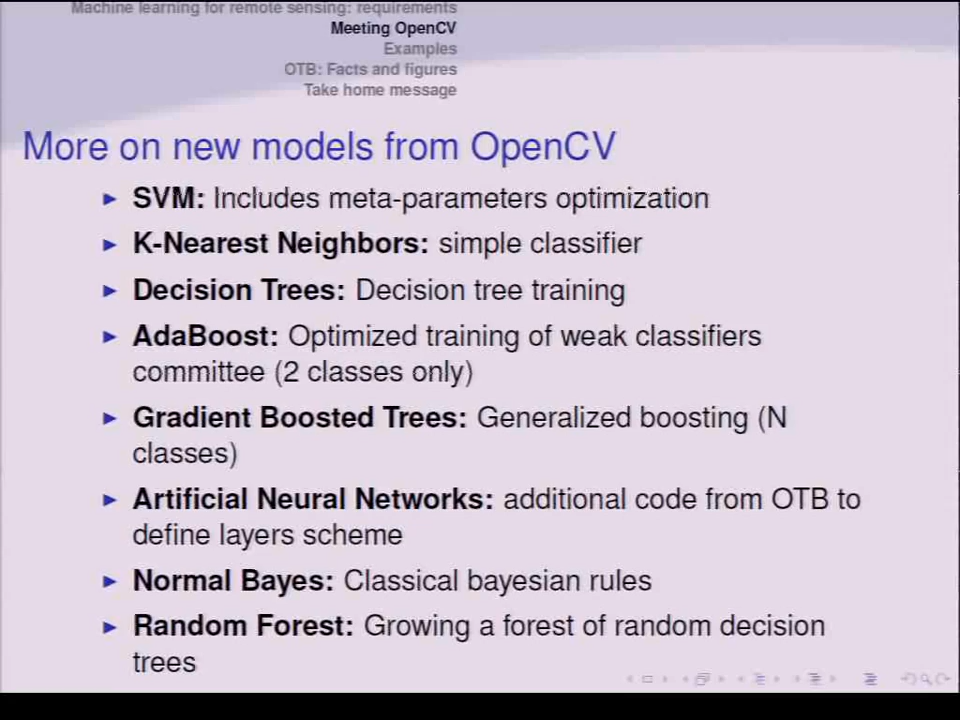 Machine learning for remote sensing: requirements
Meeting OpenCV
Examples
OTB: Facts and figures
Take home message
More on new models from OpenCV
SVM: Includes meta-parameters optimization
K-Nearest Neighbors: simple classifier
Decision Trees: Decision tree training
AdaBoost: Optimized training of weak classifiers
committee (2 classes only)
Gradient Boosted Trees: Generalized boosting (N
classes)
Artificial Neural Networks: additional code from OTB to
define layers scheme
Normal Bayes: Classical bayesian rules
Random Forest: Growing a forest of random decision
trees